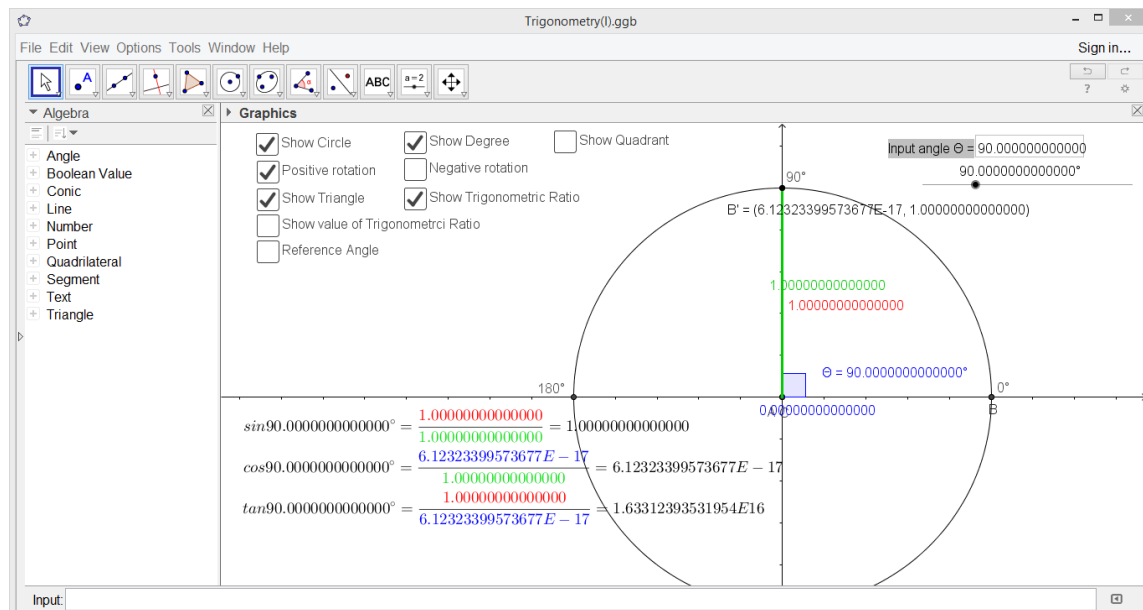 Trigonometry(I).ggb
File Edit View Options Tools Window Help
Sign in...
A
ABC
a=2
?
Algebra
Graphics
Angle
Boolean Value
Conic
Line
Number
Point
Quadrilateral
Segment
Text
Triangle
Show Circle
Show Degree
Show Quadrant
Positive rotation
Negative rotation
Show Triangle
Show Trigonometric Ratio
Show value of Trigonometrci Ratio
Reference Angle
Input angle Θ = 90.000000000000
90.0000000000000°
90°
B' = (6.12323399573677E-17, 1.00000000000000)
1.00000000000000
1.00000000000000
Θ = 90.0000000000000°
180°
0°
0.00000000000000
B
sin90.0000000000000° = 1.00000000000000 / 1.00000000000000 = 1.00000000000000
cos90.0000000000000° = 6.12323399573677E − 17 / 1.00000000000000 = 6.12323399573677E − 17
tan90.0000000000000° = 1.00000000000000 / 6.12323399573677E − 17 = 1.63312393531954E16
Input: